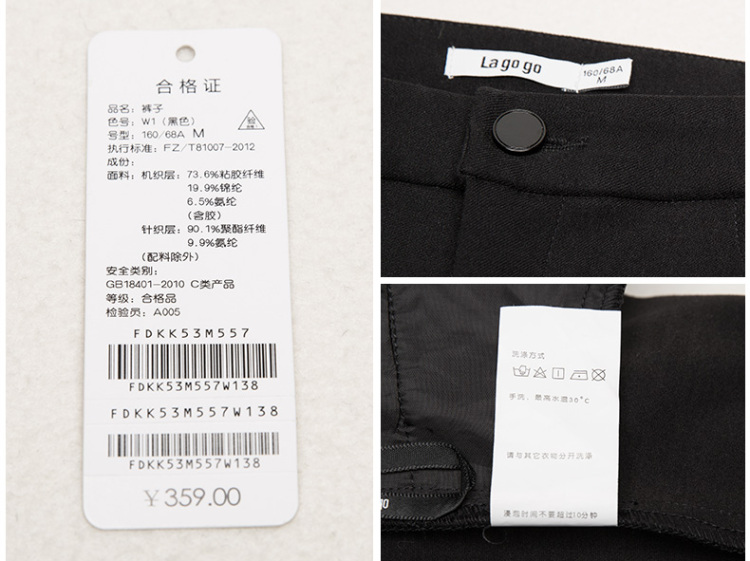 合格证
品名：裤子
色号：W1（黑色）
号型：160/68A M
验
执行标准：FZ/T81007-2012
成份：
面料：机织层：73.6%粘胶纤维
19.9%锦纶
6.5%氨纶
（含胶）
针织层：90.1%聚酯纤维
9.9%氨纶
（配料除外）
安全类别：
GB18401-2010 C类产品
等级：合格品
检验员：A005
FDKK53M557
FDKK53M557W138
FDKK53M557W138
FDKK53M557W138
￥359.00
Lagogo
160/68A
M
洗涤方式
手洗，最高水温30°C
请与其它衣物分开洗涤
浸泡时间不要超过10分钟
go